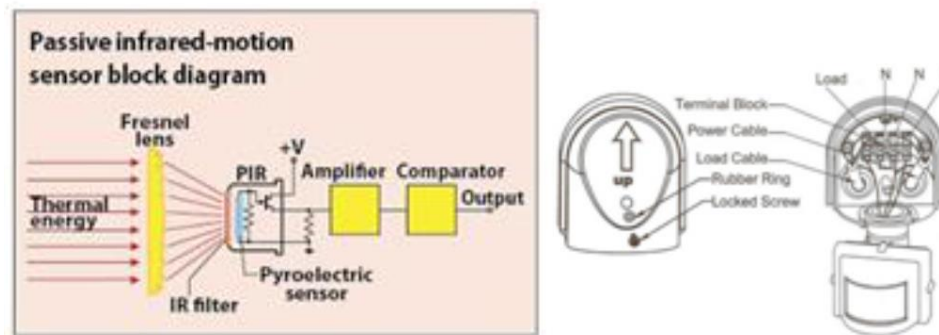 Passive infrared-motion
sensor block diagram
Fresnel
lens
+V
PIR
Amplifier
Comparator
Output
Thermal
energy
Pyroelectric
sensor
IR filter
Load
N
N
Terminal Block
Power Cable
Load Cable
up
Rubber Ring
Locked Screw